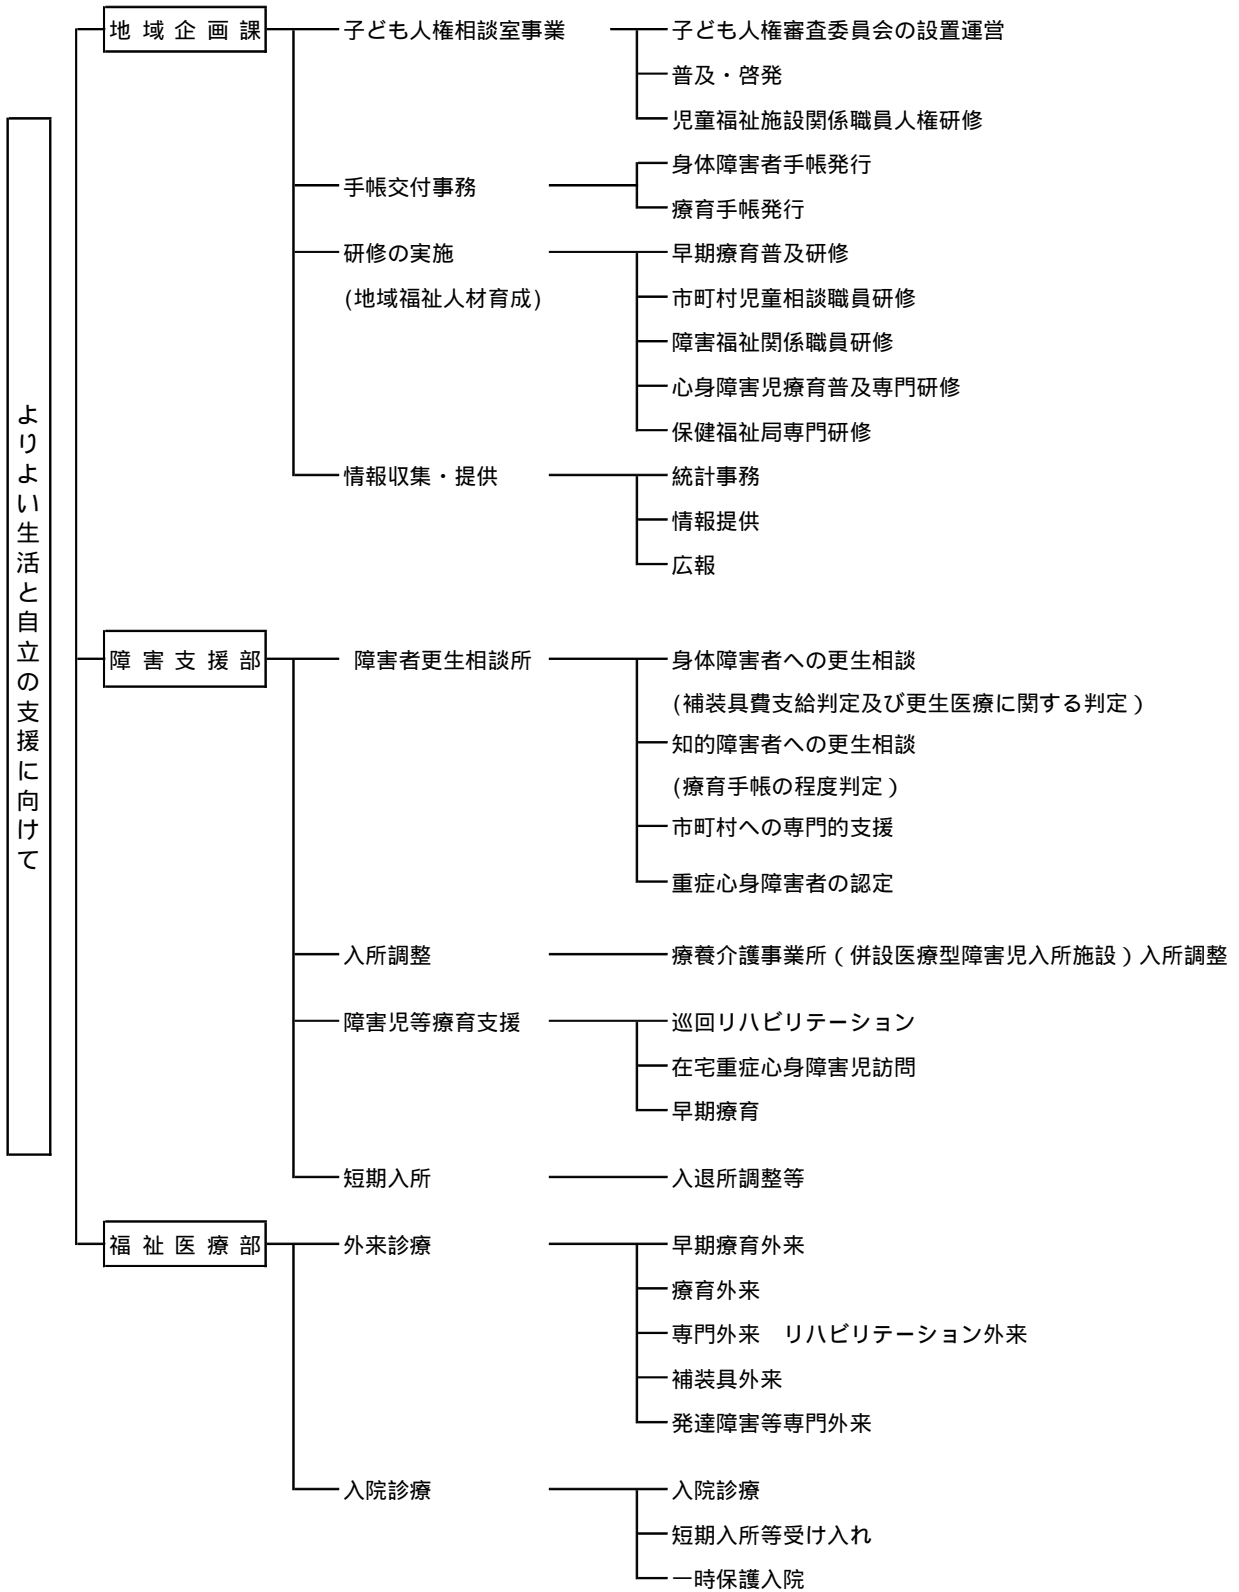 よりよい生活と自立の支援に向けて
地域企画課
子ども人権相談室事業
子ども人権審査委員会の設置運営
普及・啓発
児童福祉施設関係職員人権研修
手帳交付事務
身体障害者手帳発行
療育手帳発行
研修の実施
(地域福祉人材育成)
早期療育普及研修
市町村児童相談職員研修
障害福祉関係職員研修
心身障害児療育普及専門研修
保健福祉局専門研修
情報収集・提供
統計事務
情報提供
広報
障害支援部
障害者更生相談所
身体障害者への更生相談
(補装具費支給判定及び更生医療に関する判定)
知的障害者への更生相談
(療育手帳の程度判定)
市町村への専門的支援
重症心身障害者の認定
入所調整
療養介護事業所(併設医療型障害児入所施設)入所調整
障害児等療育支援
巡回リハビリテーション
在宅重症心身障害児訪問
早期療育
短期入所
入退所調整等
福祉医療部
外来診療
早期療育外来
療育外来
専門外来　リハビリテーション外来
補装具外来
発達障害等専門外来
入院診療
入院診療
短期入所等受け入れ
一時保護入院